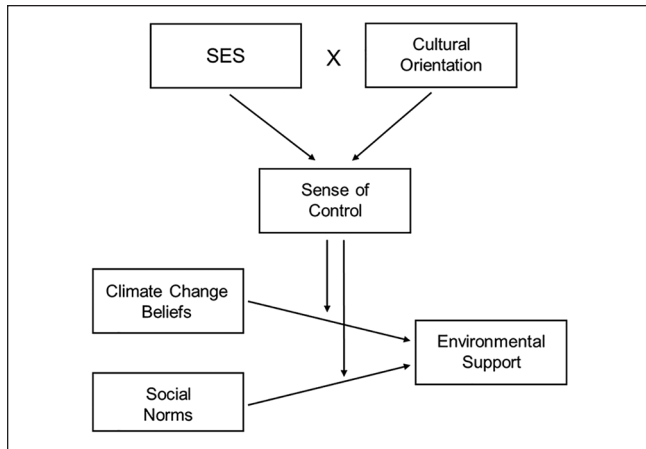 SES
X
Cultural
Orientation
Sense of
Control
Climate Change
Beliefs
Environmental
Support
Social
Norms